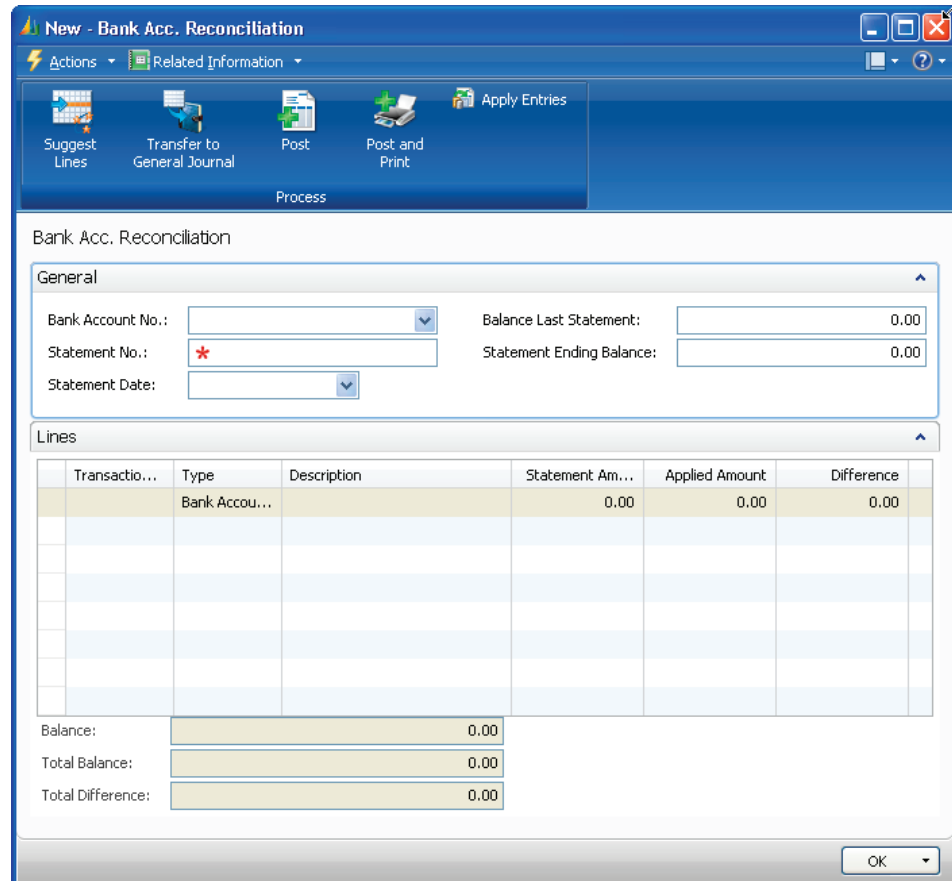 New - Bank Acc. Reconciliation
Actions Related Information
Suggest Lines
Transfer to General Journal
Post
Post and Print
Apply Entries
Process
Bank Acc. Reconciliation
General
Bank Account No.:
Balance Last Statement: 0.00
Statement No.: *
Statement Ending Balance: 0.00
Statement Date:
Lines
Transactio... Type Description Statement Am... Applied Amount Difference
Bank Accou... 0.00 0.00 0.00
Balance: 0.00
Total Balance: 0.00
Total Difference: 0.00
OK